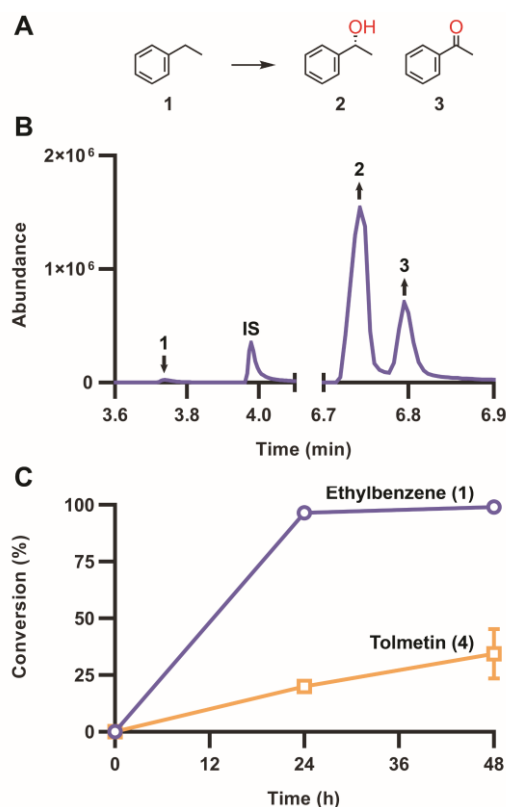 A
OH
O
1
2
3
B
2×10⁶
1×10⁶
0
Abundance
1
IS
2
3
3.6
3.8
4.0
6.7
6.8
6.9
Time (min)
C
100
75
50
25
0
Conversion (%)
Ethylbenzene (1)
Tolmetin (4)
0
12
24
36
48
Time (h)